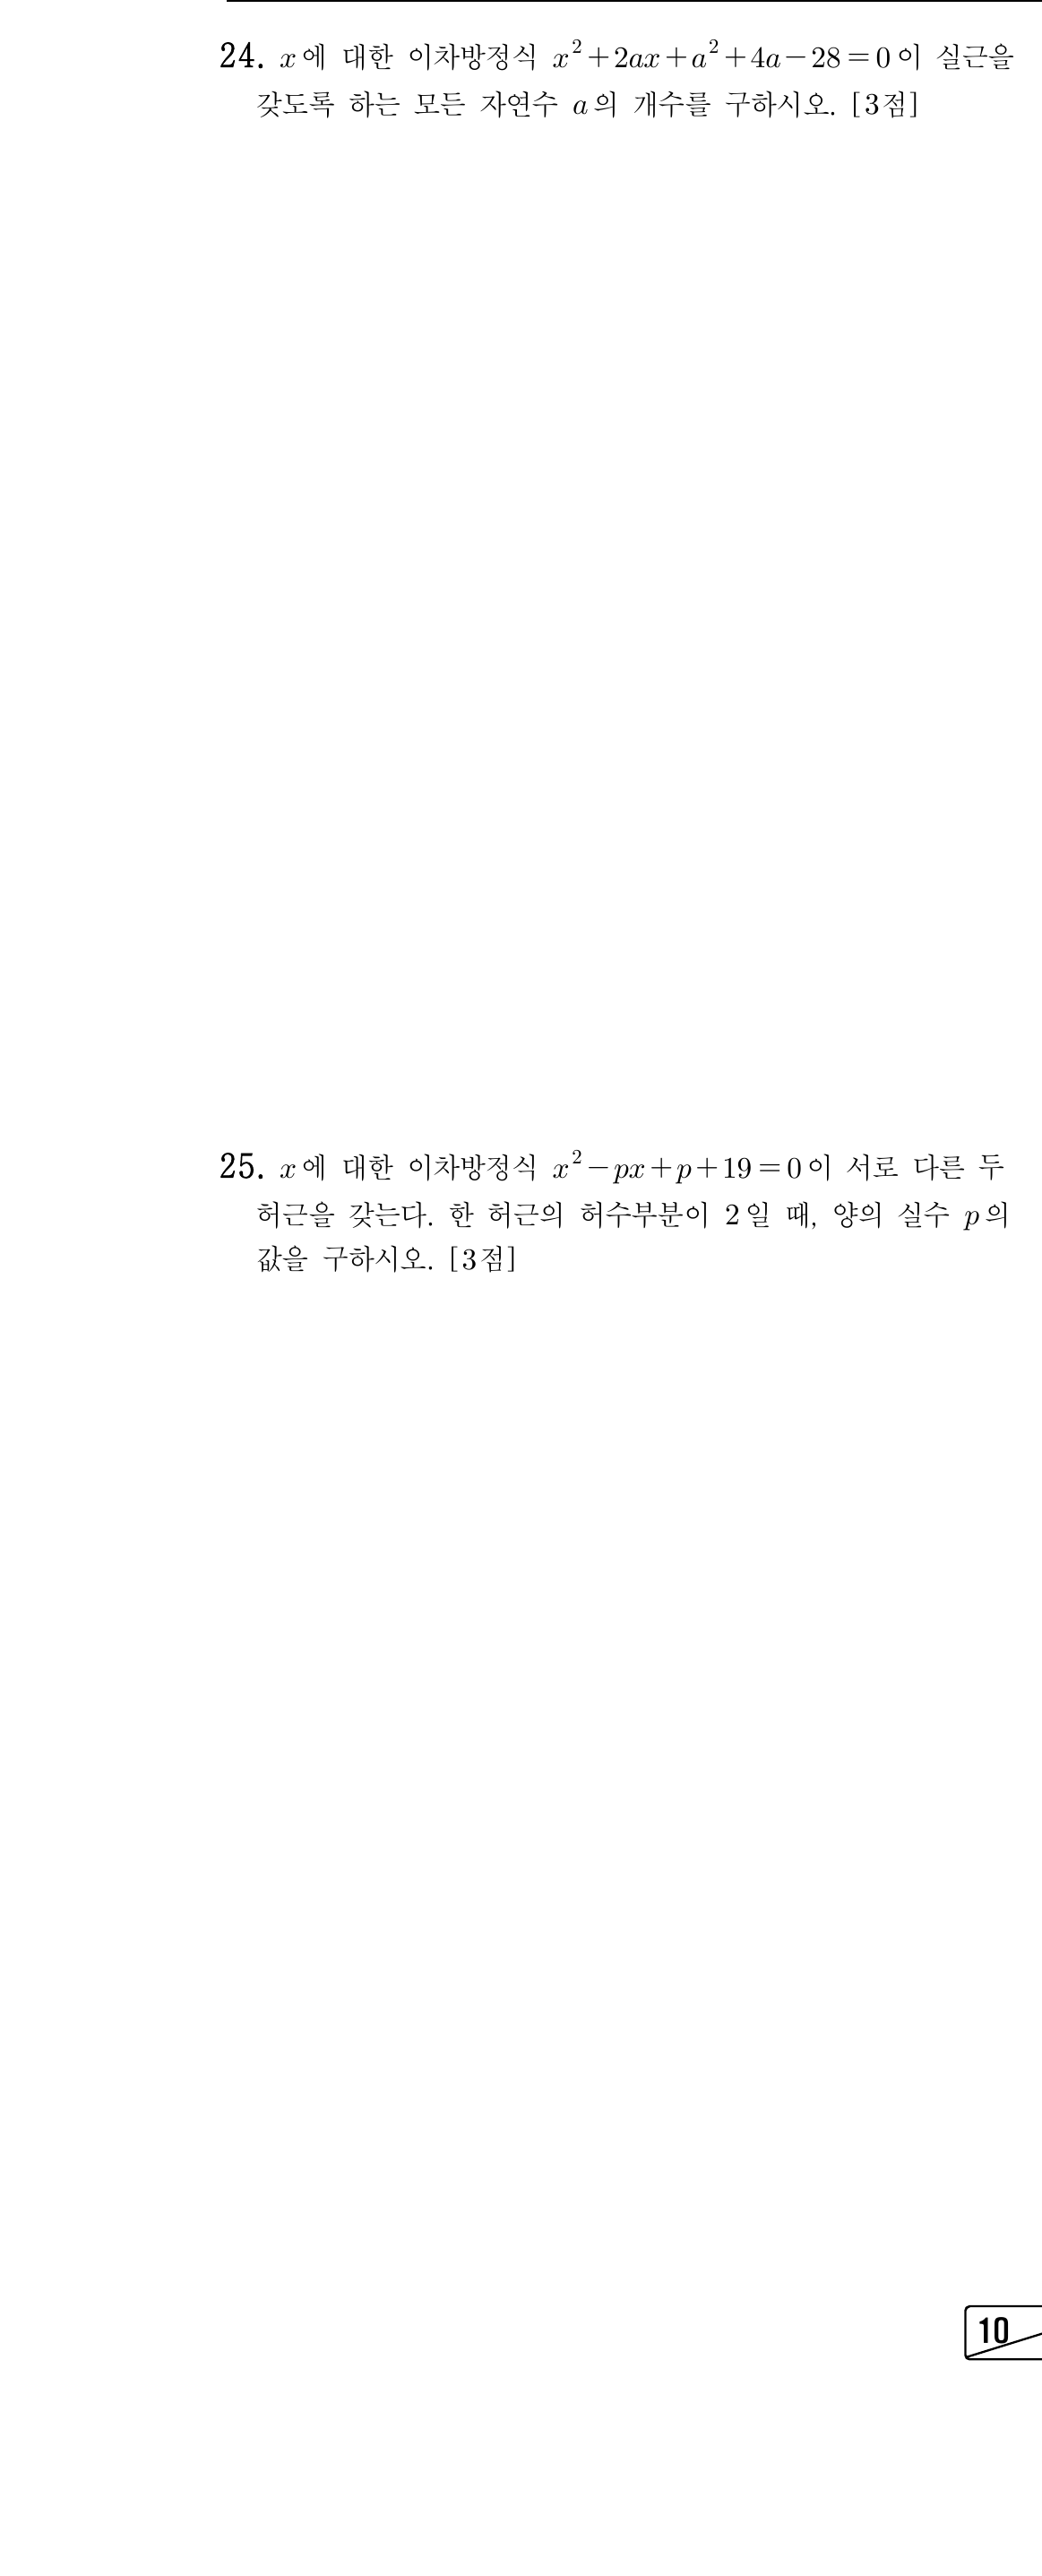 24. x에 대한 이차방정식 x²+2ax+a²+4a−28=0이 실근을
갖도록 하는 모든 자연수 a의 개수를 구하시오. [3점]
25. x에 대한 이차방정식 x²−px+p+19=0이 서로 다른 두
허근을 갖는다. 한 허근의 허수부분이 2일 때, 양의 실수 p의
값을 구하시오. [3점]
10